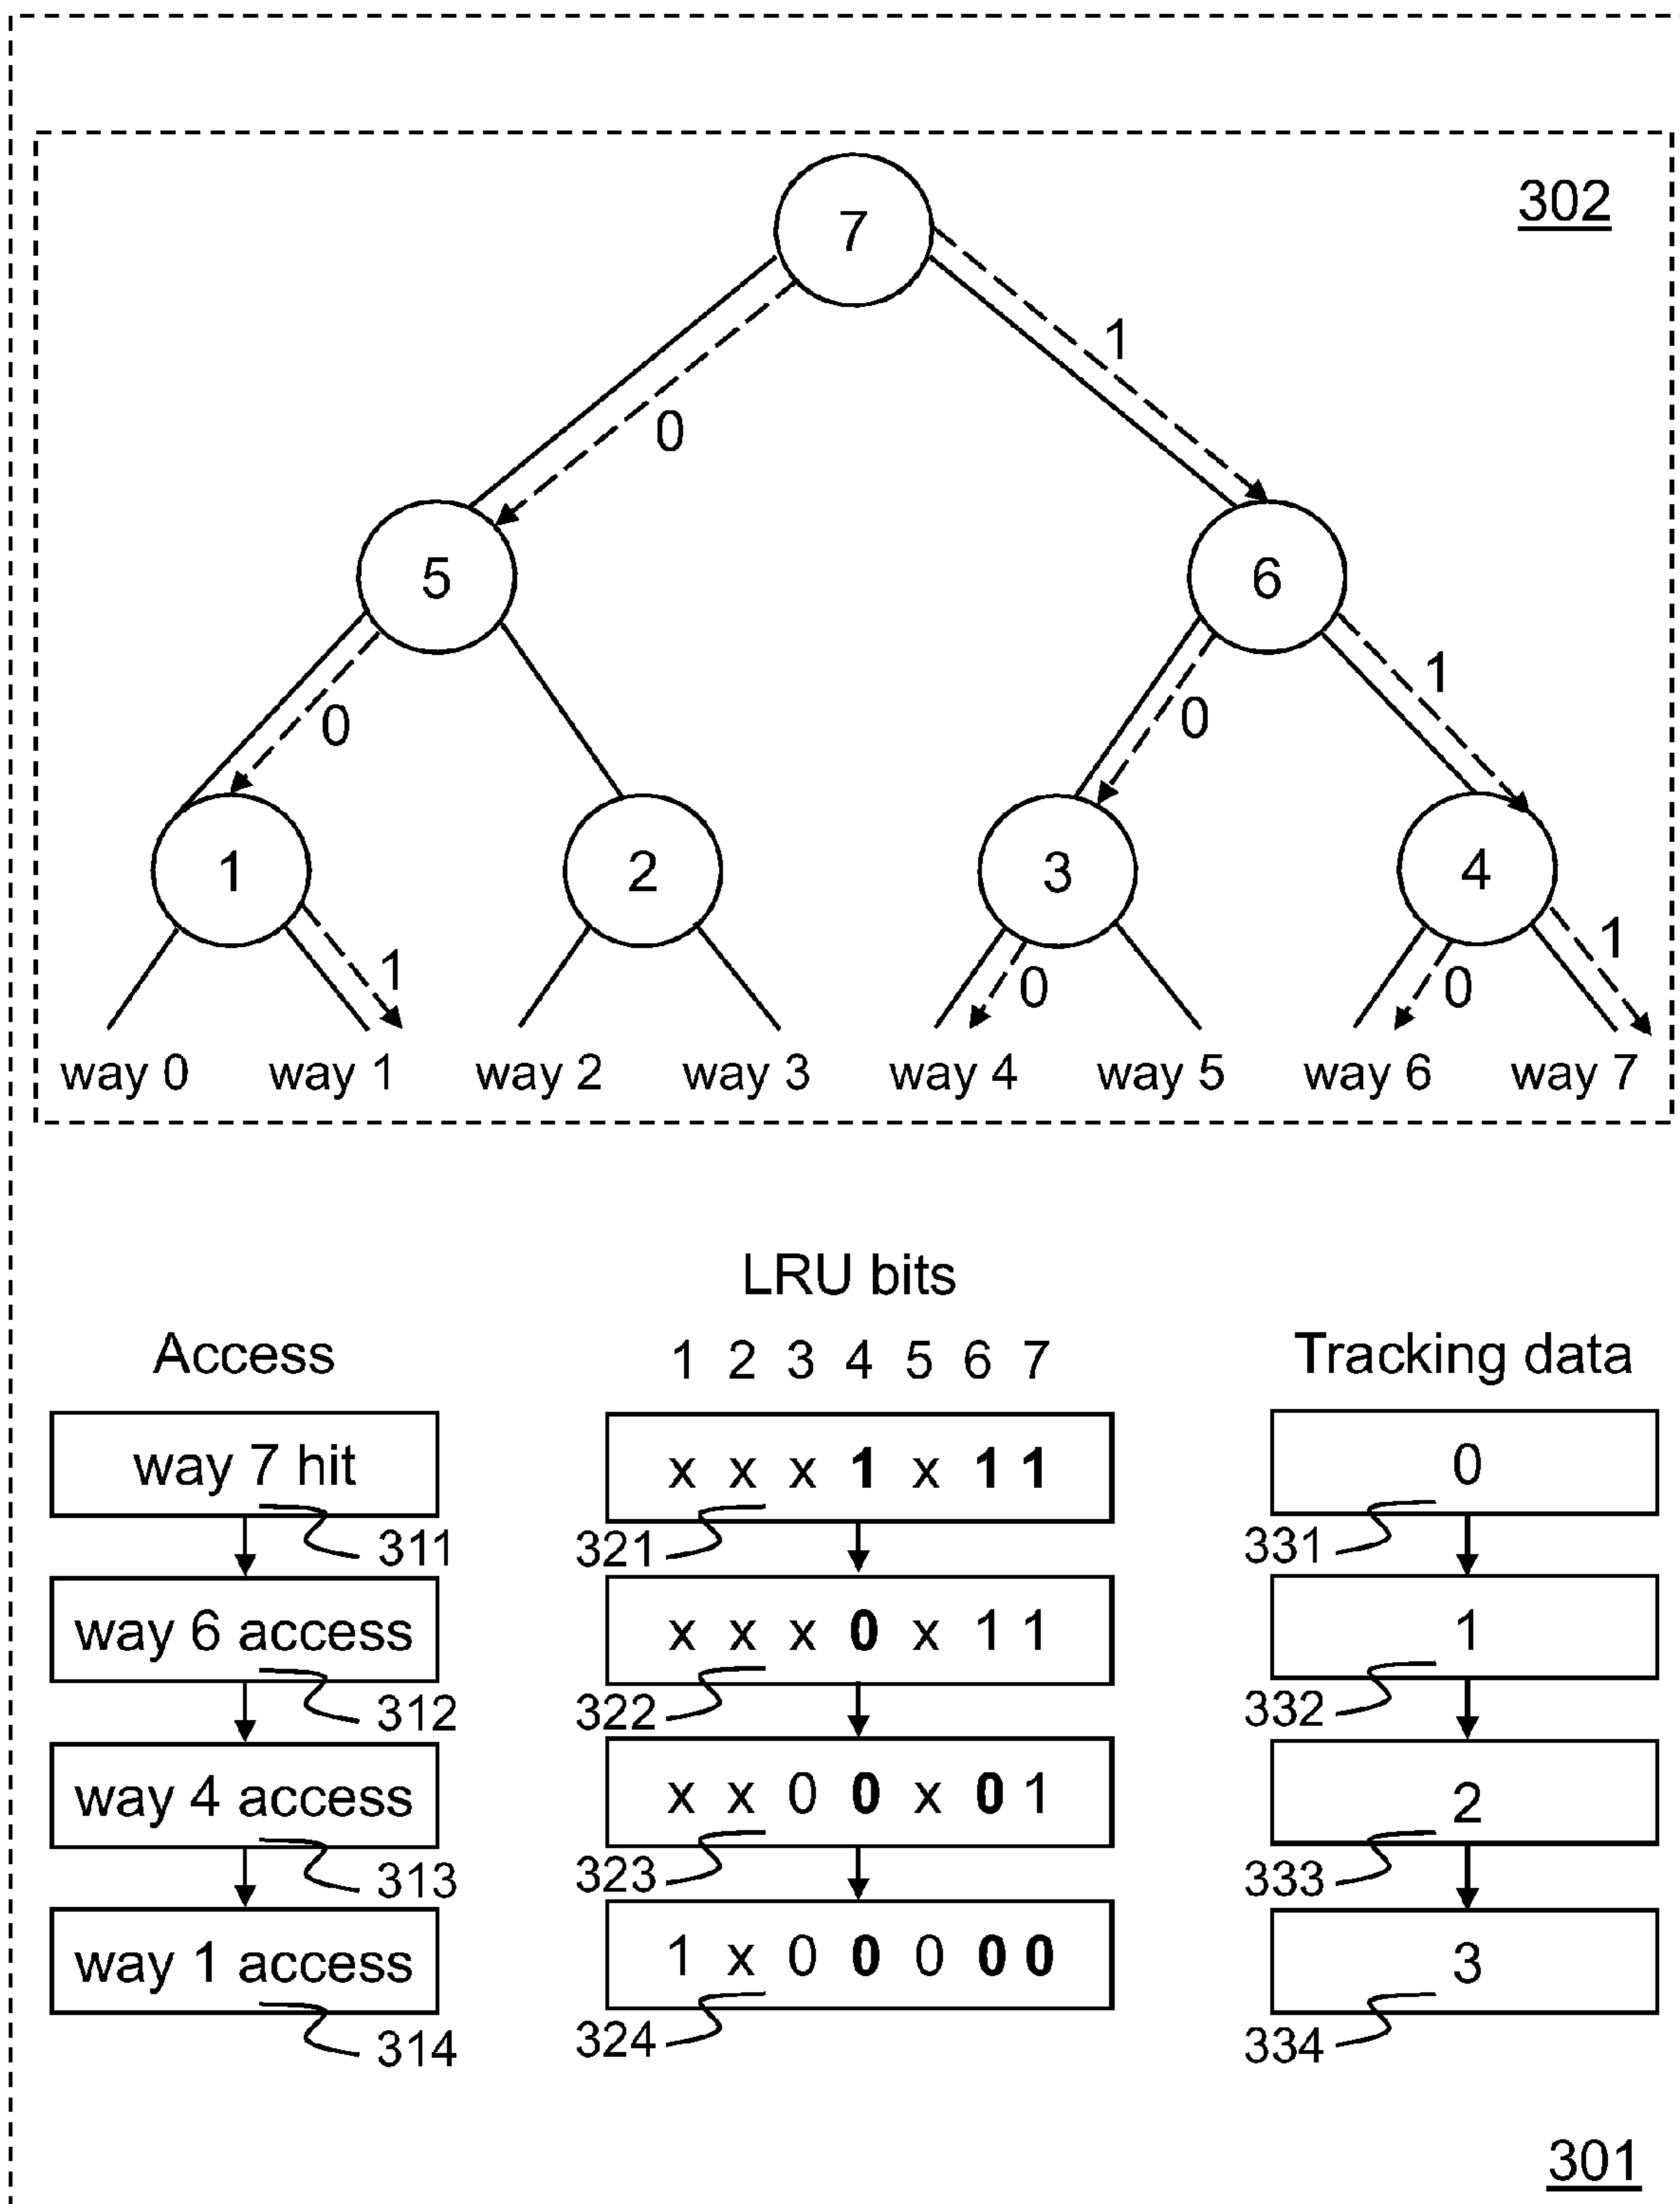 302
7
1
0
5
6
0
0
1
1
2
3
4
1
0
0
1
way 0 way 1 way 2 way 3 way 4 way 5 way 6 way 7
LRU bits
Access
1 2 3 4 5 6 7
Tracking data
way 7 hit
x x x 1 x 1 1
0
311
321
331
way 6 access
x x x 0 x 1 1
1
312
322
332
way 4 access
x x 0 0 x 0 1
2
313
323
333
way 1 access
1 x 0 0 0 0 0
3
314
324
334
301